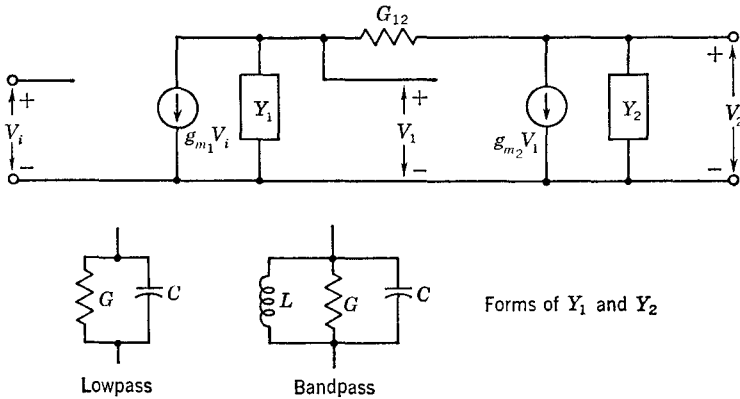 G12
+
Vi
−
gm1Vi
Y1
+
V1
−
gm2V1
Y2
+
V2
−
G
C
L
G
C
Forms of Y1 and Y2
Lowpass
Bandpass